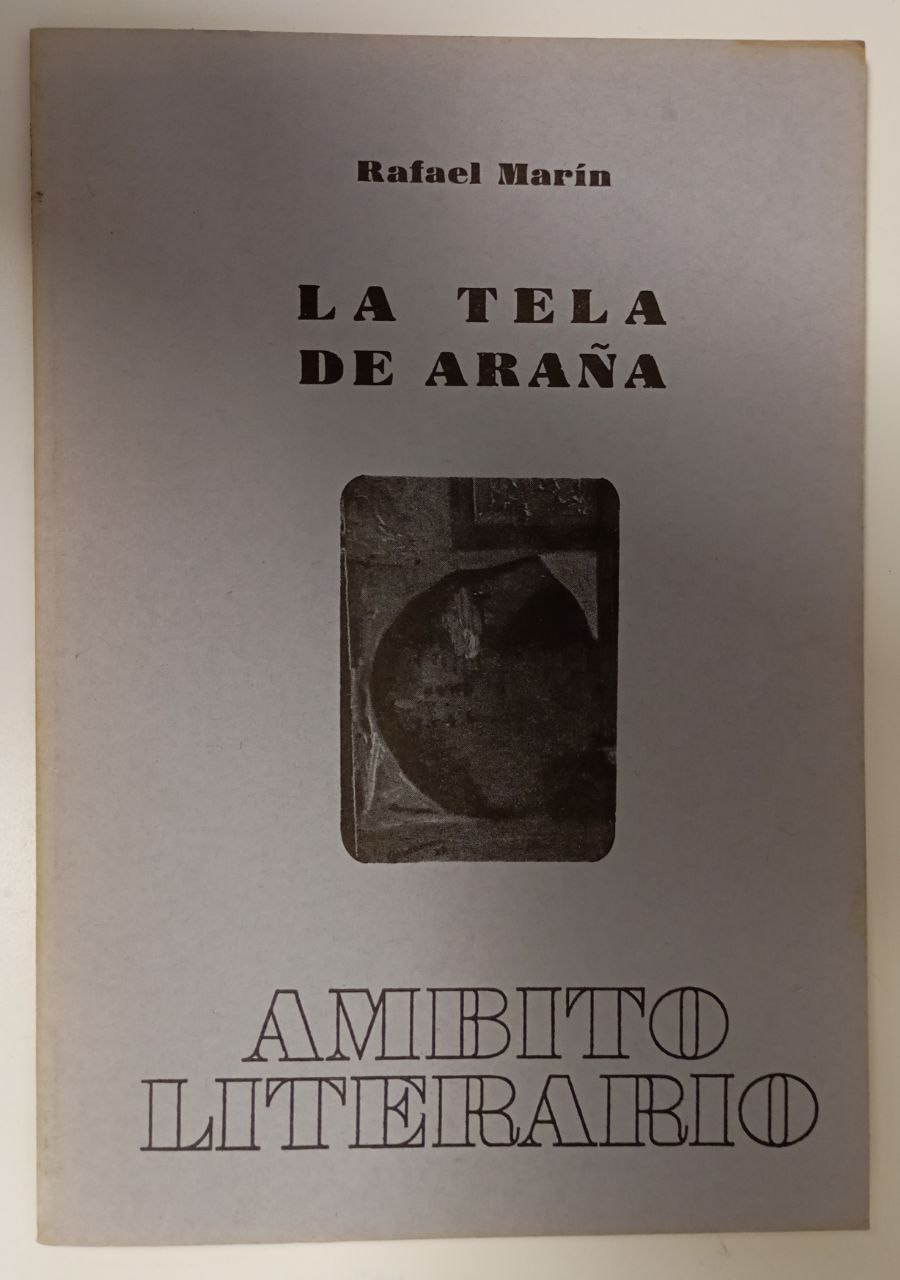 Rafael Marín
LA TELA
DE ARAÑA
AMBITO
LITERARIO